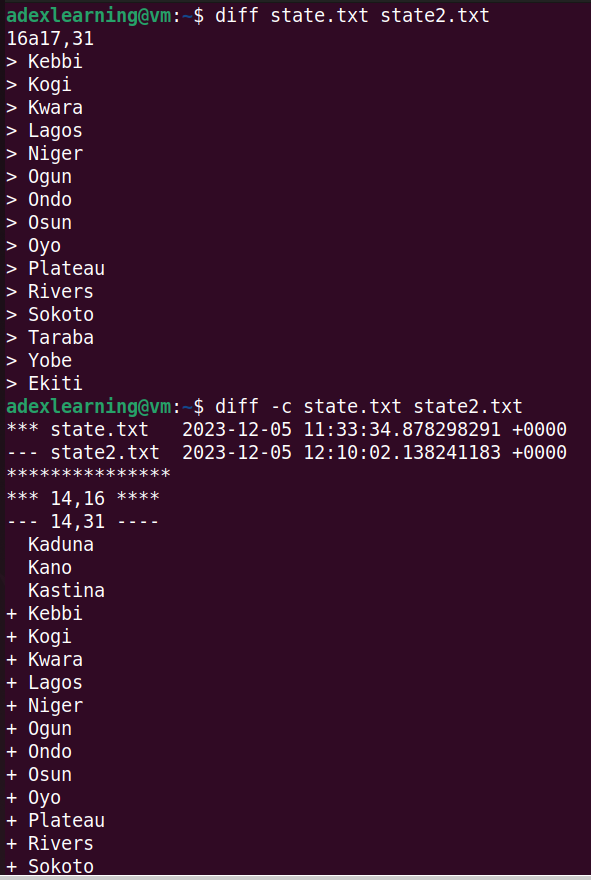 adexlearning@vm:~$ diff state.txt state2.txt
16a17,31
> Kebbi
> Kogi
> Kwara
> Lagos
> Niger
> Ogun
> Ondo
> Osun
> Oyo
> Plateau
> Rivers
> Sokoto
> Taraba
> Yobe
> Ekiti
adexlearning@vm:~$ diff -c state.txt state2.txt
*** state.txt   2023-12-05 11:33:34.878298291 +0000
--- state2.txt  2023-12-05 12:10:02.138241183 +0000
***************
*** 14,16 ****
--- 14,31 ----
  Kaduna
  Kano
  Kastina
+ Kebbi
+ Kogi
+ Kwara
+ Lagos
+ Niger
+ Ogun
+ Ondo
+ Osun
+ Oyo
+ Plateau
+ Rivers
+ Sokoto